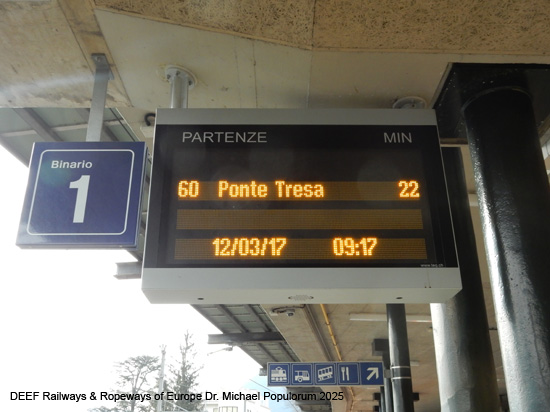 Binario
1
PARTENZE MIN
60 Ponte Tresa 22
12/03/17 09:17
DEEF Railways & Ropeways of Europe Dr. Michael Populorum 2025